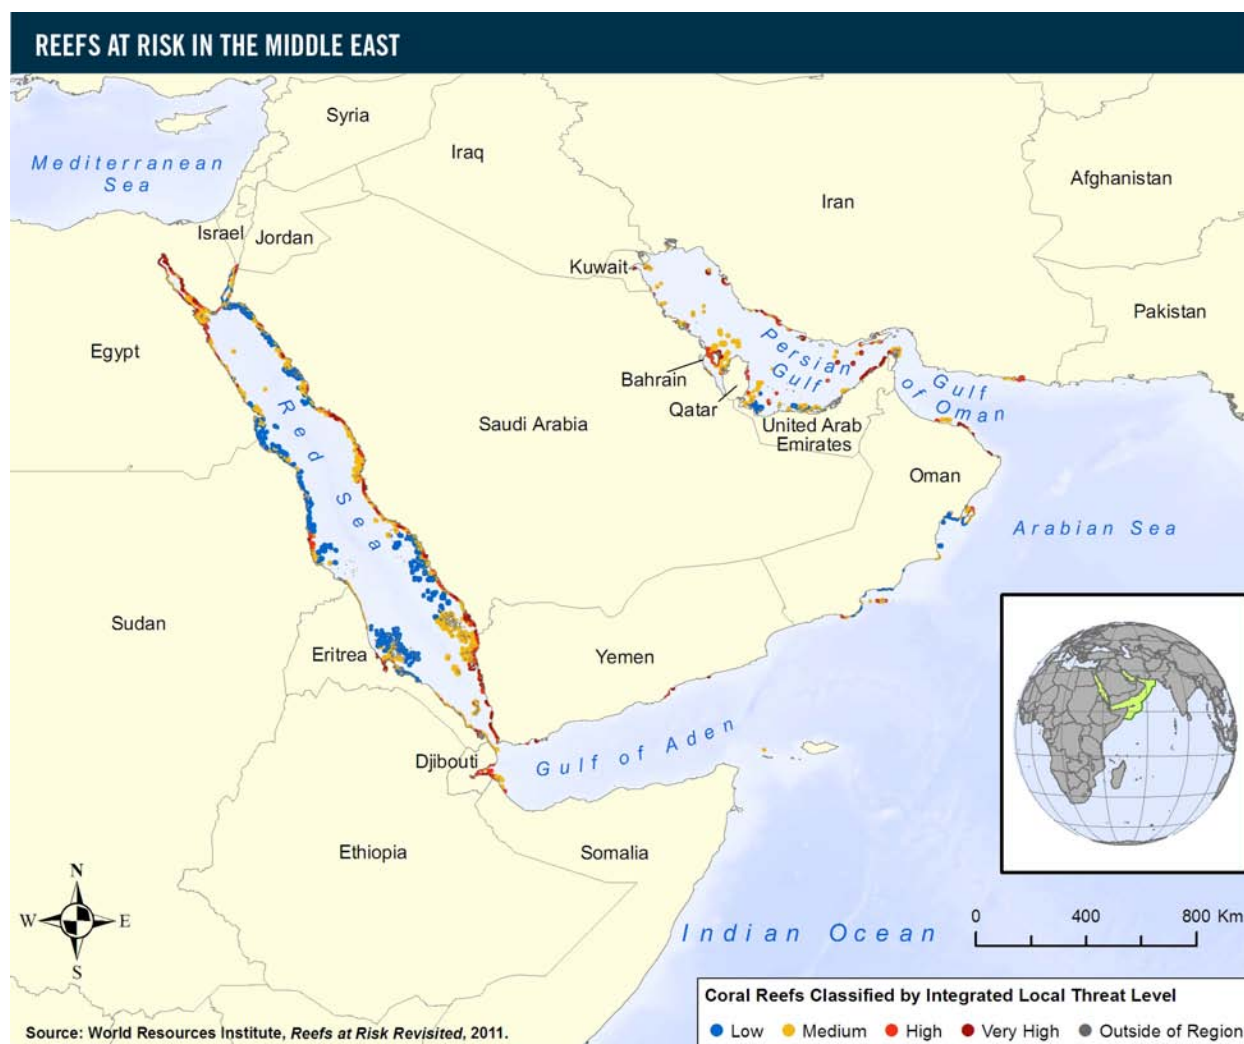 REEFS AT RISK IN THE MIDDLE EAST
Syria
Mediterranean
Sea
Iraq
Afghanistan
Iran
Israel
Jordan
Kuwait
Pakistan
Egypt
Persian
Gulf
Bahrain
Qatar
Gulf
of Oman
Red Sea
Saudi Arabia
United Arab
Emirates
Oman
Arabian Sea
Sudan
Eritrea
Yemen
Gulf of Aden
Djibouti
Ethiopia
Somalia
N
W
E
S
Indian Ocean
0 400 800 Km
Coral Reefs Classified by Integrated Local Threat Level
Low Medium High Very High Outside of Region
Source: World Resources Institute, Reefs at Risk Revisited, 2011.